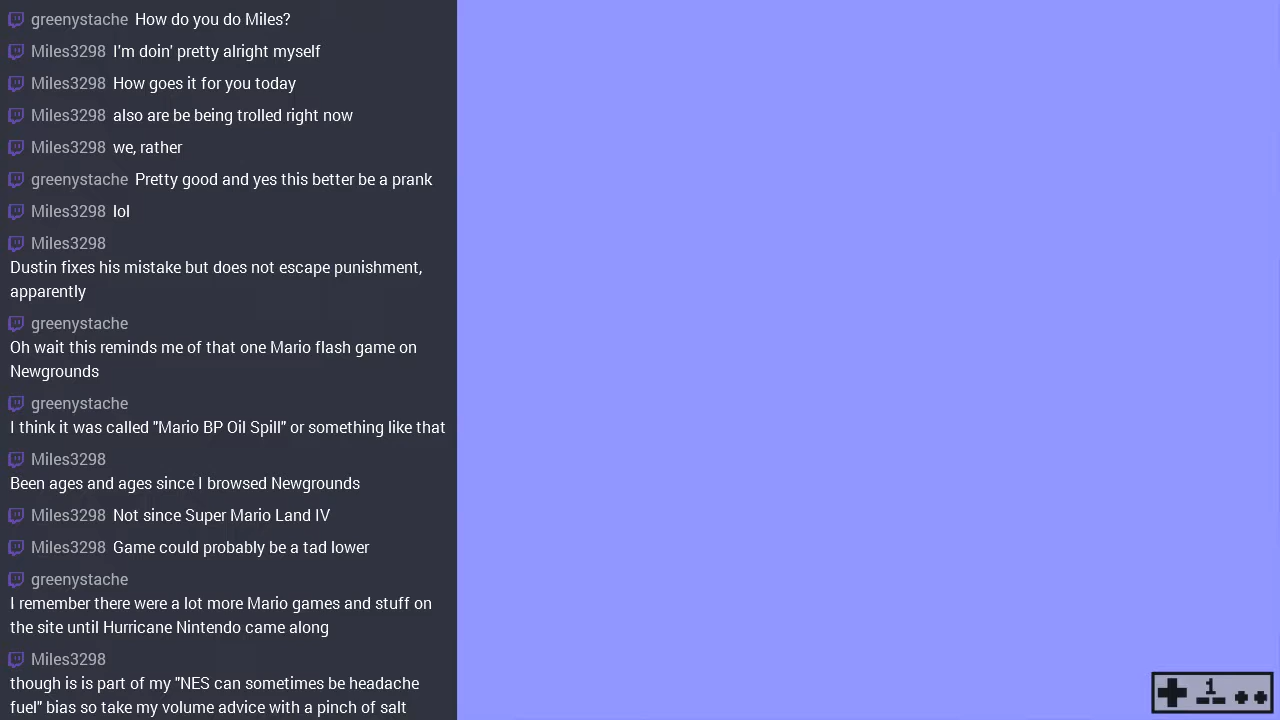 greenystache How do you do Miles?
Miles3298 I'm doin' pretty alright myself
Miles3298 How goes it for you today
Miles3298 also are be being trolled right now
Miles3298 we, rather
greenystache Pretty good and yes this better be a prank
Miles3298 lol
Miles3298
Dustin fixes his mistake but does not escape punishment,
apparently
greenystache
Oh wait this reminds me of that one Mario flash game on
Newgrounds
greenystache
I think it was called "Mario BP Oil Spill" or something like that
Miles3298
Been ages and ages since I browsed Newgrounds
Miles3298 Not since Super Mario Land IV
Miles3298 Game could probably be a tad lower
greenystache
I remember there were a lot more Mario games and stuff on
the site until Hurricane Nintendo came along
Miles3298
though is is part of my "NES can sometimes be headache
fuel" bias so take my volume advice with a pinch of salt
1